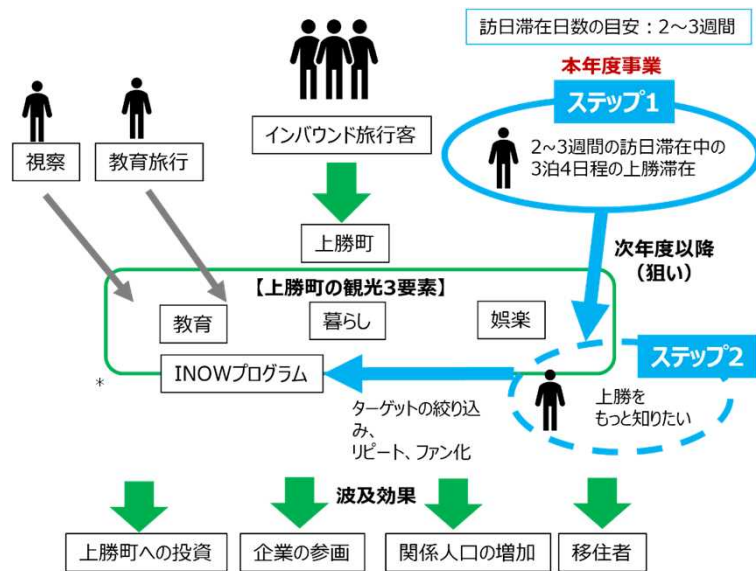 訪日滞在日数の目安：2～3週間
本年度事業
ステップ1
2～3週間の訪日滞在中の
3泊4日程の上勝滞在
視察
教育旅行
インバウンド旅行客
上勝町
次年度以降
（狙い）
【上勝町の観光3要素】
教育
暮らし
娯楽
INOWプログラム
*
ステップ2
上勝を
もっと知りたい
ターゲットの絞り込
み、
リピート、ファン化
波及効果
上勝町への投資
企業の参画
関係人口の増加
移住者